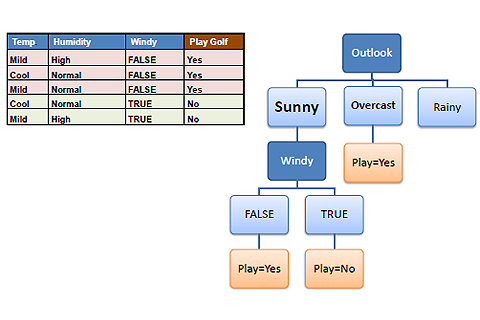 Temp Humidity Windy Play Golf
Mild High FALSE Yes
Cool Normal FALSE Yes
Mild Normal FALSE Yes
Cool Normal TRUE No
Mild High TRUE No
Outlook
Sunny Overcast Rainy
Windy Play=Yes
FALSE TRUE
Play=Yes Play=No